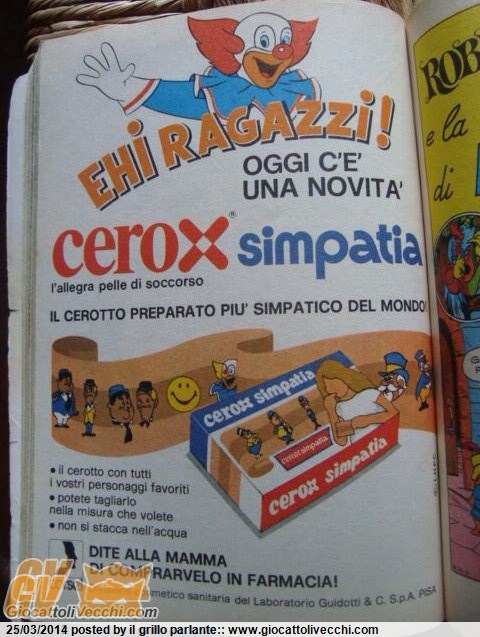 EHI RAGAZZI!
OGGI C'E'
UNA NOVITA'
cerox® simpatia
l'allegra pelle di soccorso
IL CEROTTO PREPARATO PIU' SIMPATICO DEL MONDO!
cerox simpatia
cerox simpatia
cerox simpatia
• il cerotto con tutti
i vostri personaggi favoriti
• potete tagliarlo
nella misura che volete
• non si stacca nell'acqua
DITE ALLA MAMMA
DI COMPRARVELO IN FARMACIA!
sanitaria del Laboratorio Guidotti & C. S.p.A. PISA
ROB
e la
di
GV
GiocattoliVecchi.com
25/03/2014 posted by il grillo parlante:: www.giocattolivecchi.com